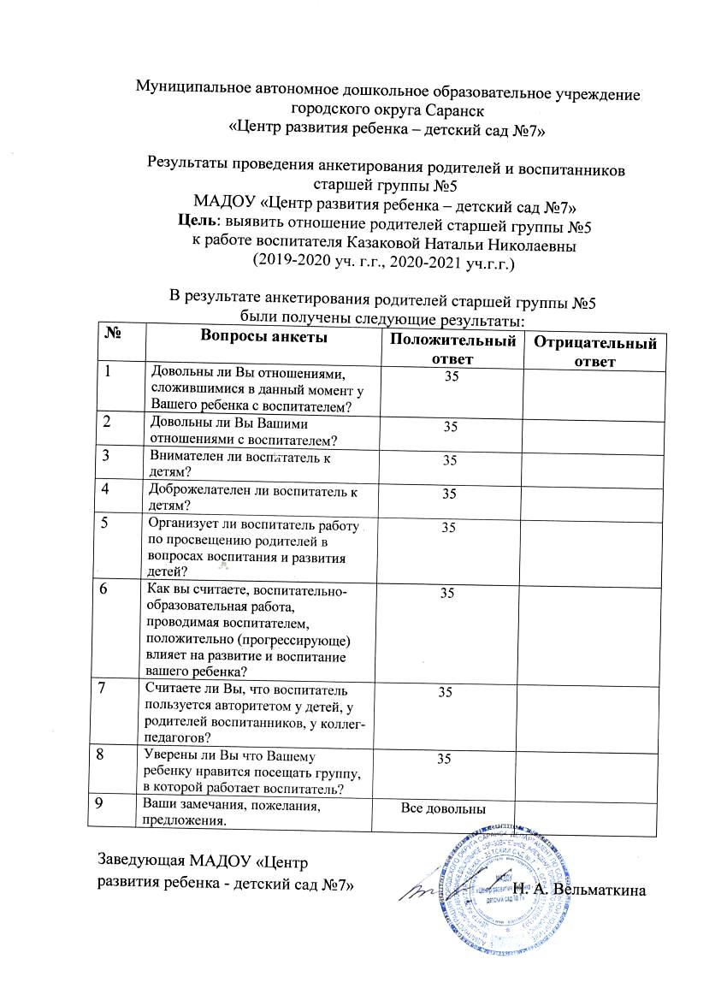 Муниципальное автономное дошкольное образовательное учреждение
городского округа Саранск
«Центр развития ребенка – детский сад №7»
Результаты проведения анкетирования родителей и воспитанников
старшей группы №5
МАДОУ «Центр развития ребенка – детский сад №7»
Цель: выявить отношение родителей старшей группы №5
к работе воспитателя Казаковой Натальи Николаевны
(2019-2020 уч. г.г., 2020-2021 уч.г.г.)
В результате анкетирования родителей старшей группы №5
были получены следующие результаты:
№ Вопросы анкеты Положительный ответ Отрицательный ответ
1 Довольны ли Вы отношениями, 35
сложившимися в данный момент у
Вашего ребенка с воспитателем?
2 Довольны ли Вы Вашими 35
отношениями с воспитателем?
3 Внимателен ли воспитатель к 35
детям?
4 Доброжелателен ли воспитатель к 35
детям?
5 Организует ли воспитатель работу 35
по просвещению родителей в
вопросах воспитания и развития
детей?
6 Как вы считаете, воспитательно- 35
образовательная работа,
проводимая воспитателем,
положительно (прогрессирующе)
влияет на развитие и воспитание
вашего ребенка?
7 Считаете ли Вы, что воспитатель 35
пользуется авторитетом у детей, у
родителей воспитанников, у коллег-
педагогов?
8 Уверены ли Вы что Вашему 35
ребенку нравится посещать группу,
в которой работает воспитатель?
9 Ваши замечания, пожелания, Все довольны
предложения.
Заведующая МАДОУ «Центр
развития ребенка - детский сад №7» Н. А. Вельматкина
МАДОУ
«Центр развития ребенка -
детский сад №7»